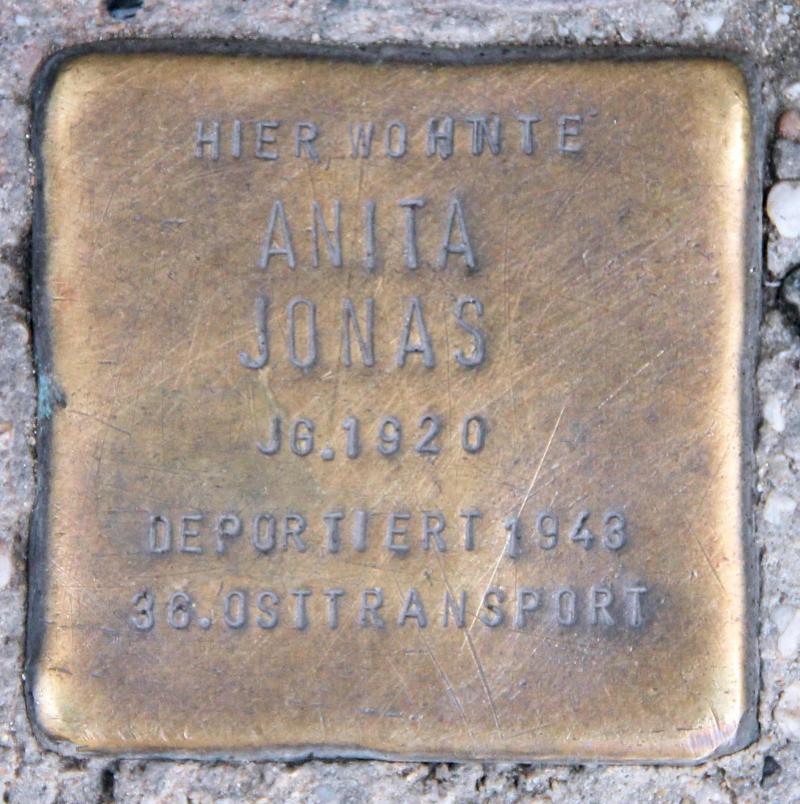 HIER WOHNTE
ANITA
JONAS
JG.1920
DEPORTIERT 1943
36.OSTTRANSPORT